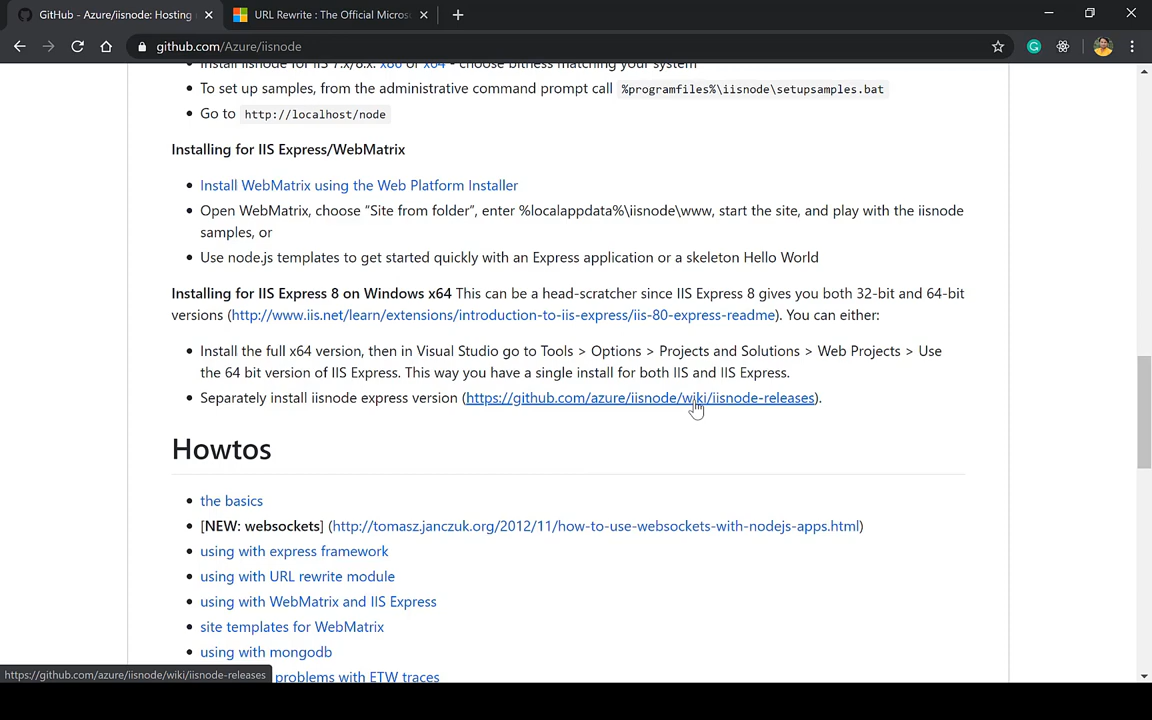 GitHub - Azure/iisnode: Hosting
URL Rewrite : The Official Micros
github.com/Azure/iisnode
Install iisnode for IIS 7.x/8.x: x86 or x64 - choose bitness matching your system
To set up samples, from the administrative command prompt call %programfiles%\iisnode\setupsamples.bat
Go to http://localhost/node
Installing for IIS Express/WebMatrix
Install WebMatrix using the Web Platform Installer
Open WebMatrix, choose “Site from folder”, enter %localappdata%\iisnode\www, start the site, and play with the iisnode
samples, or
Use node.js templates to get started quickly with an Express application or a skeleton Hello World
Installing for IIS Express 8 on Windows x64 This can be a head-scratcher since IIS Express 8 gives you both 32-bit and 64-bit
versions (http://www.iis.net/learn/extensions/introduction-to-iis-express/iis-80-express-readme). You can either:
Install the full x64 version, then in Visual Studio go to Tools > Options > Projects and Solutions > Web Projects > Use
the 64 bit version of IIS Express. This way you have a single install for both IIS and IIS Express.
Separately install iisnode express version (https://github.com/azure/iisnode/wiki/iisnode-releases).
Howtos
the basics
[NEW: websockets] (http://tomasz.janczuk.org/2012/11/how-to-use-websockets-with-nodejs-apps.html)
using with express framework
using with URL rewrite module
using with WebMatrix and IIS Express
site templates for WebMatrix
using with mongodb
problems with ETW traces
https://github.com/azure/iisnode/wiki/iisnode-releases